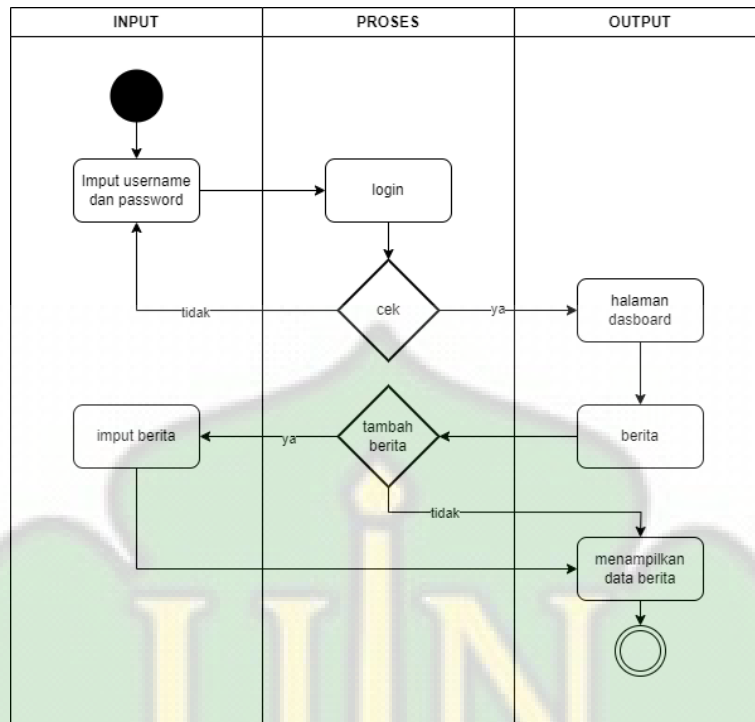 INPUT
PROSES
OUTPUT
Imput username
dan password
login
cek
tidak
ya
halaman
dasboard
imput berita
ya
tambah
berita
berita
tidak
menampilkan
data berita
UIN